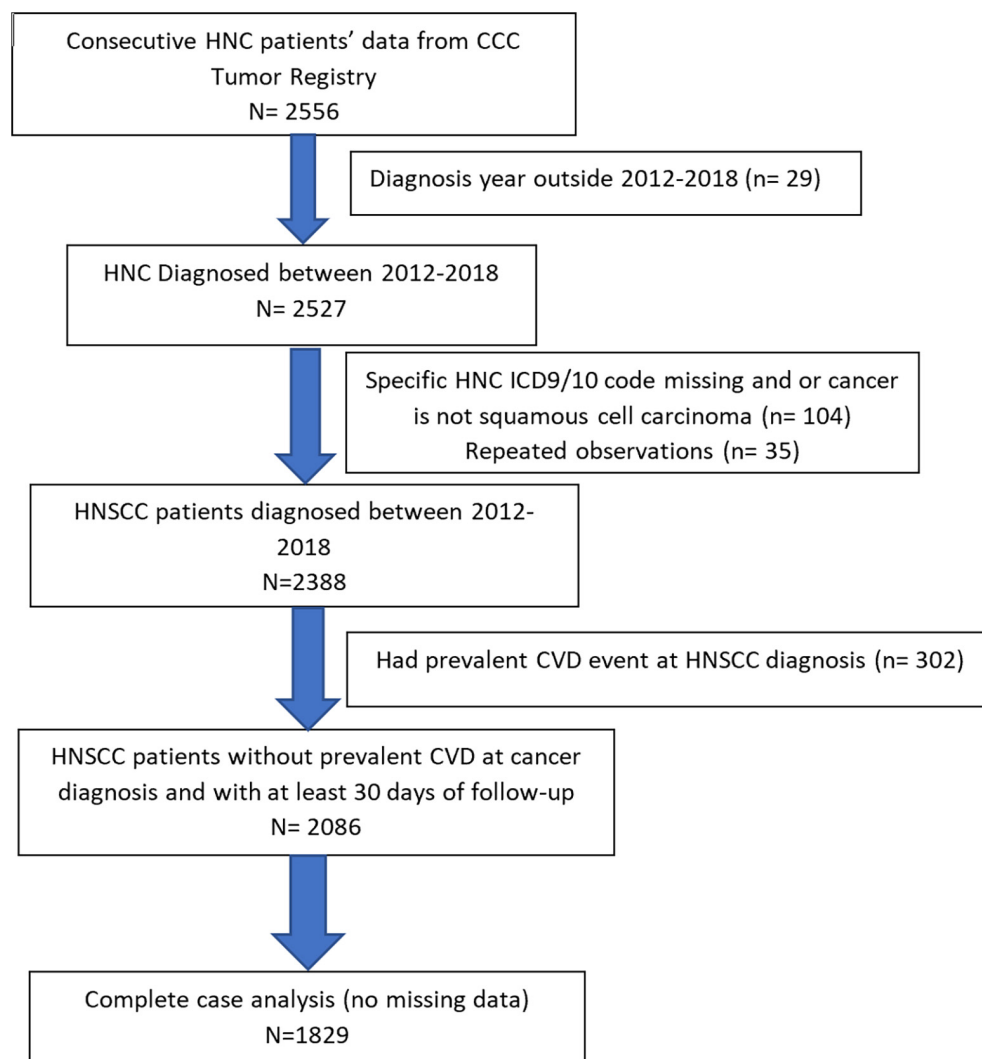 Consecutive HNC patients’ data from CCC
Tumor Registry
N= 2556
Diagnosis year outside 2012-2018 (n= 29)
HNC Diagnosed between 2012-2018
N= 2527
Specific HNC ICD9/10 code missing and or cancer
is not squamous cell carcinoma (n= 104)
Repeated observations (n= 35)
HNSCC patients diagnosed between 2012-
2018
N=2388
Had prevalent CVD event at HNSCC diagnosis (n= 302)
HNSCC patients without prevalent CVD at cancer
diagnosis and with at least 30 days of follow-up
N= 2086
Complete case analysis (no missing data)
N=1829